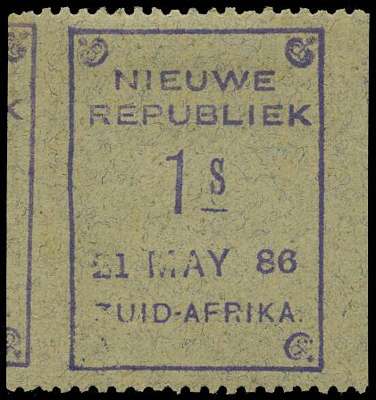 NIEUWE
REPUBLIEK
1s
21 MAY 86
ZUID-AFRIKA.